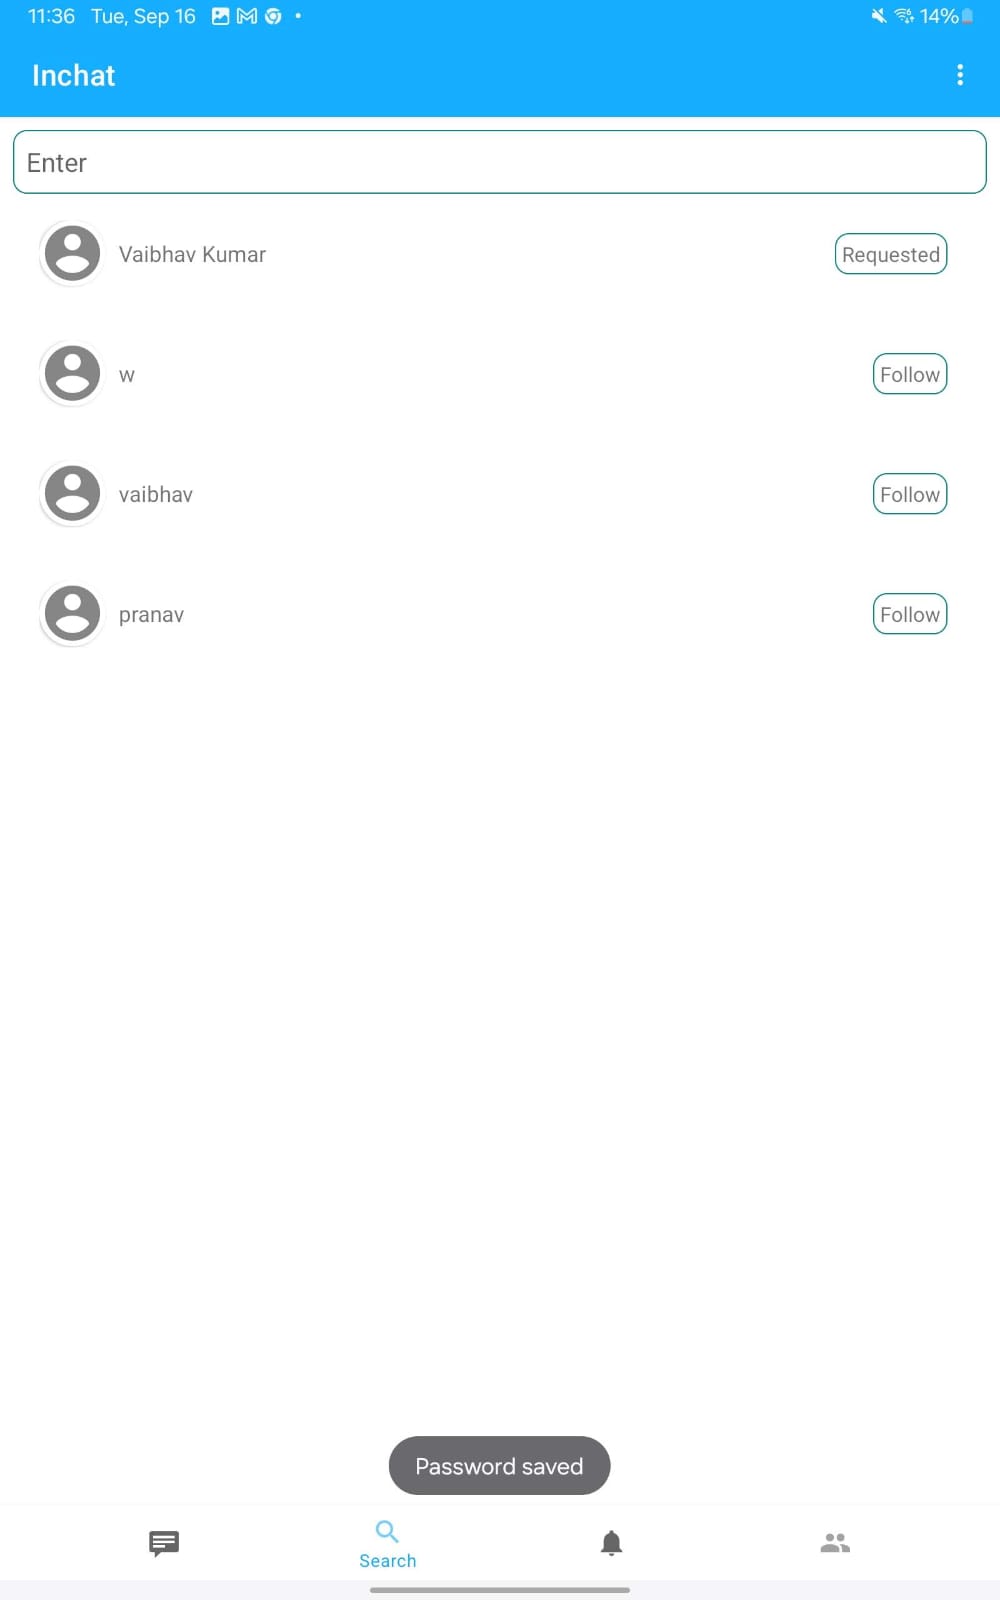 11:36 Tue, Sep 16 14%
Inchat
Enter
Vaibhav Kumar Requested
w Follow
vaibhav Follow
pranav Follow
Password saved
Search